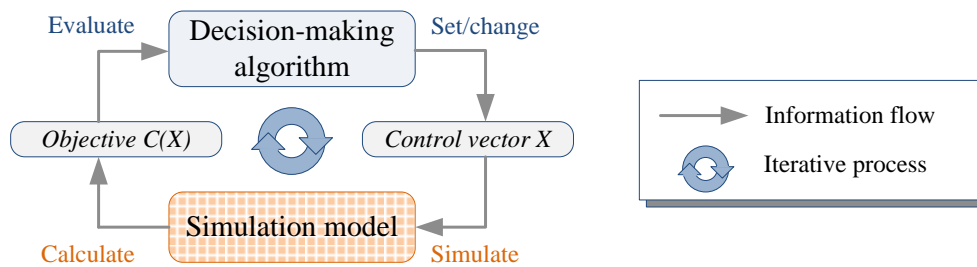 Evaluate
Decision-making
algorithm
Set/change
Objective C(X)
Control vector X
Simulation model
Calculate
Simulate
Information flow
Iterative process